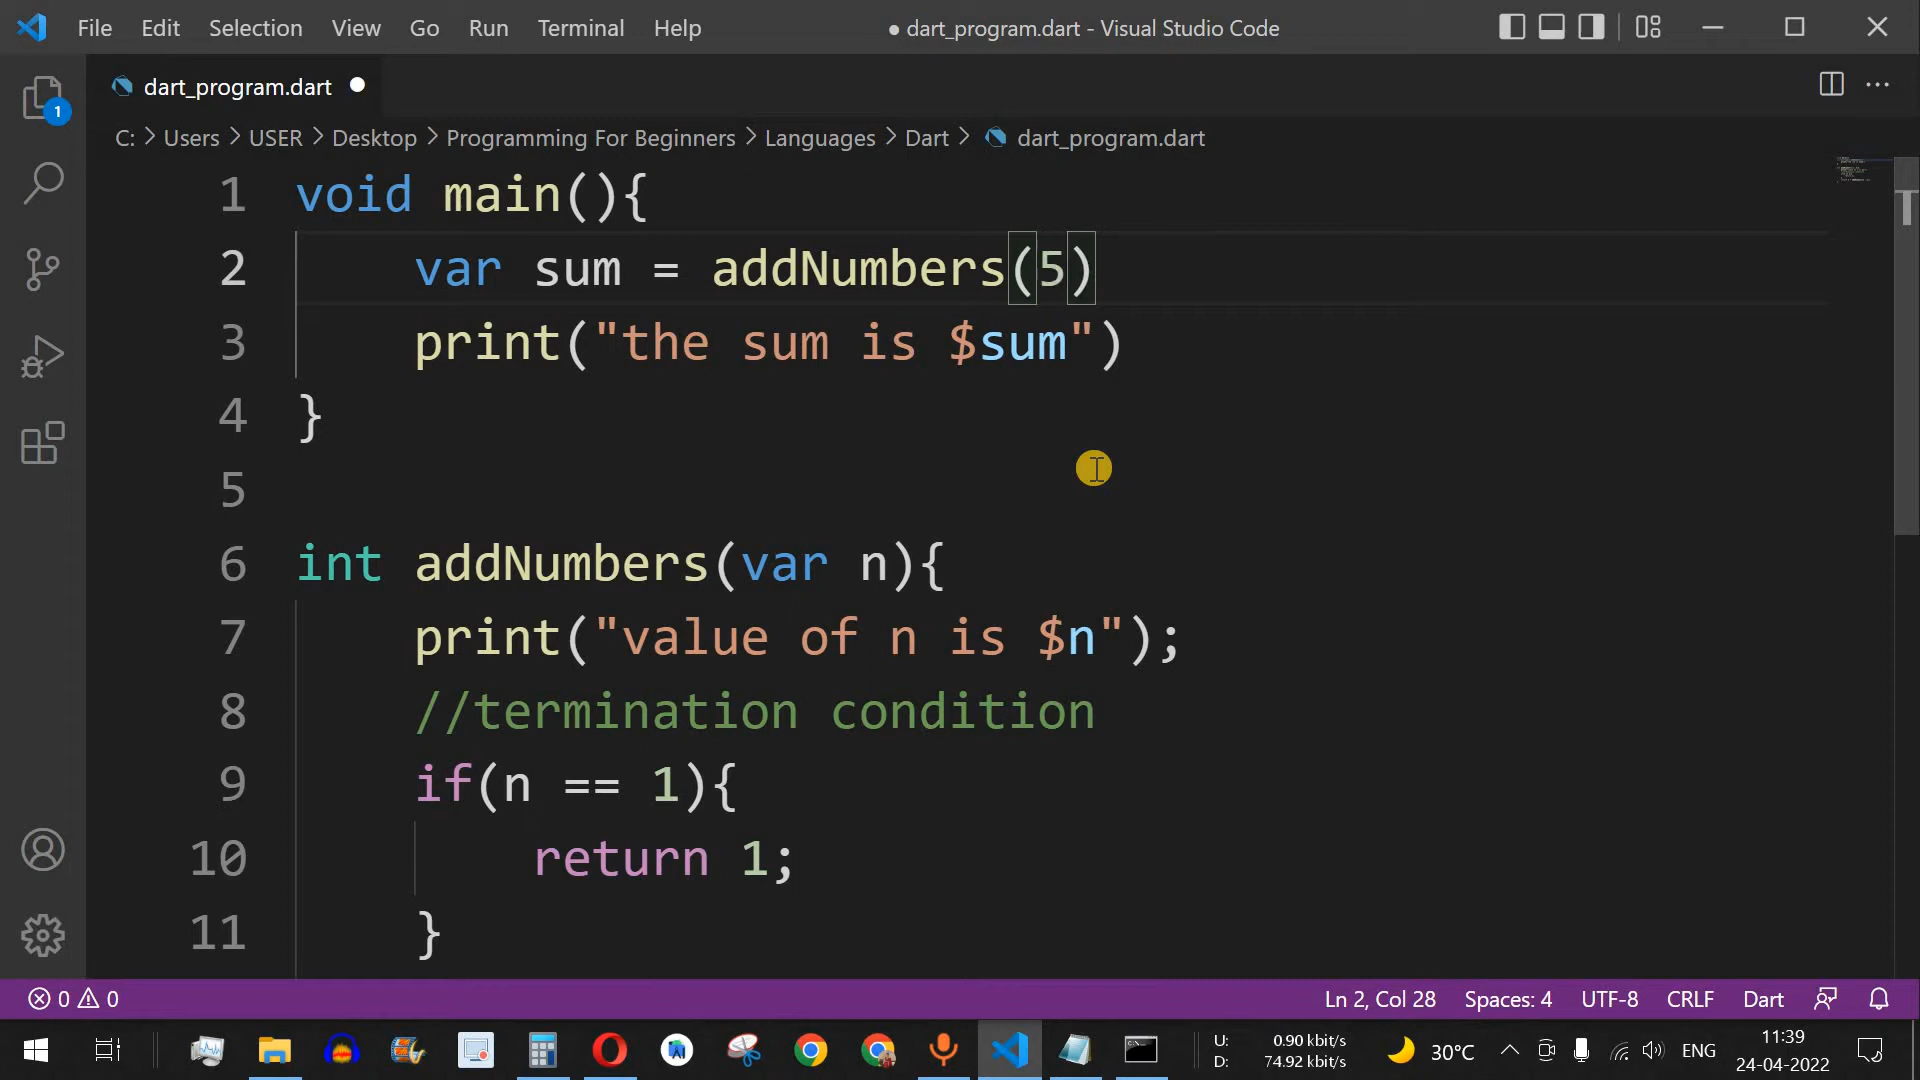 File Edit Selection View Go Run Terminal Help ● dart_program.dart - Visual Studio Code
dart_program.dart
1
C: > Users > USER > Desktop > Programming For Beginners > Languages > Dart > dart_program.dart
1 void main(){
2 var sum = addNumbers(5)
3 print("the sum is $sum")
4 }
5
6 int addNumbers(var n){
7 print("value of n is $n");
8 //termination condition
9 if(n == 1){
10 return 1;
11 }
0 0 Ln 2, Col 28 Spaces: 4 UTF-8 CRLF Dart
U: 0.90 kbit/s
D: 74.92 kbit/s
30°C ENG
11:39
24-04-2022